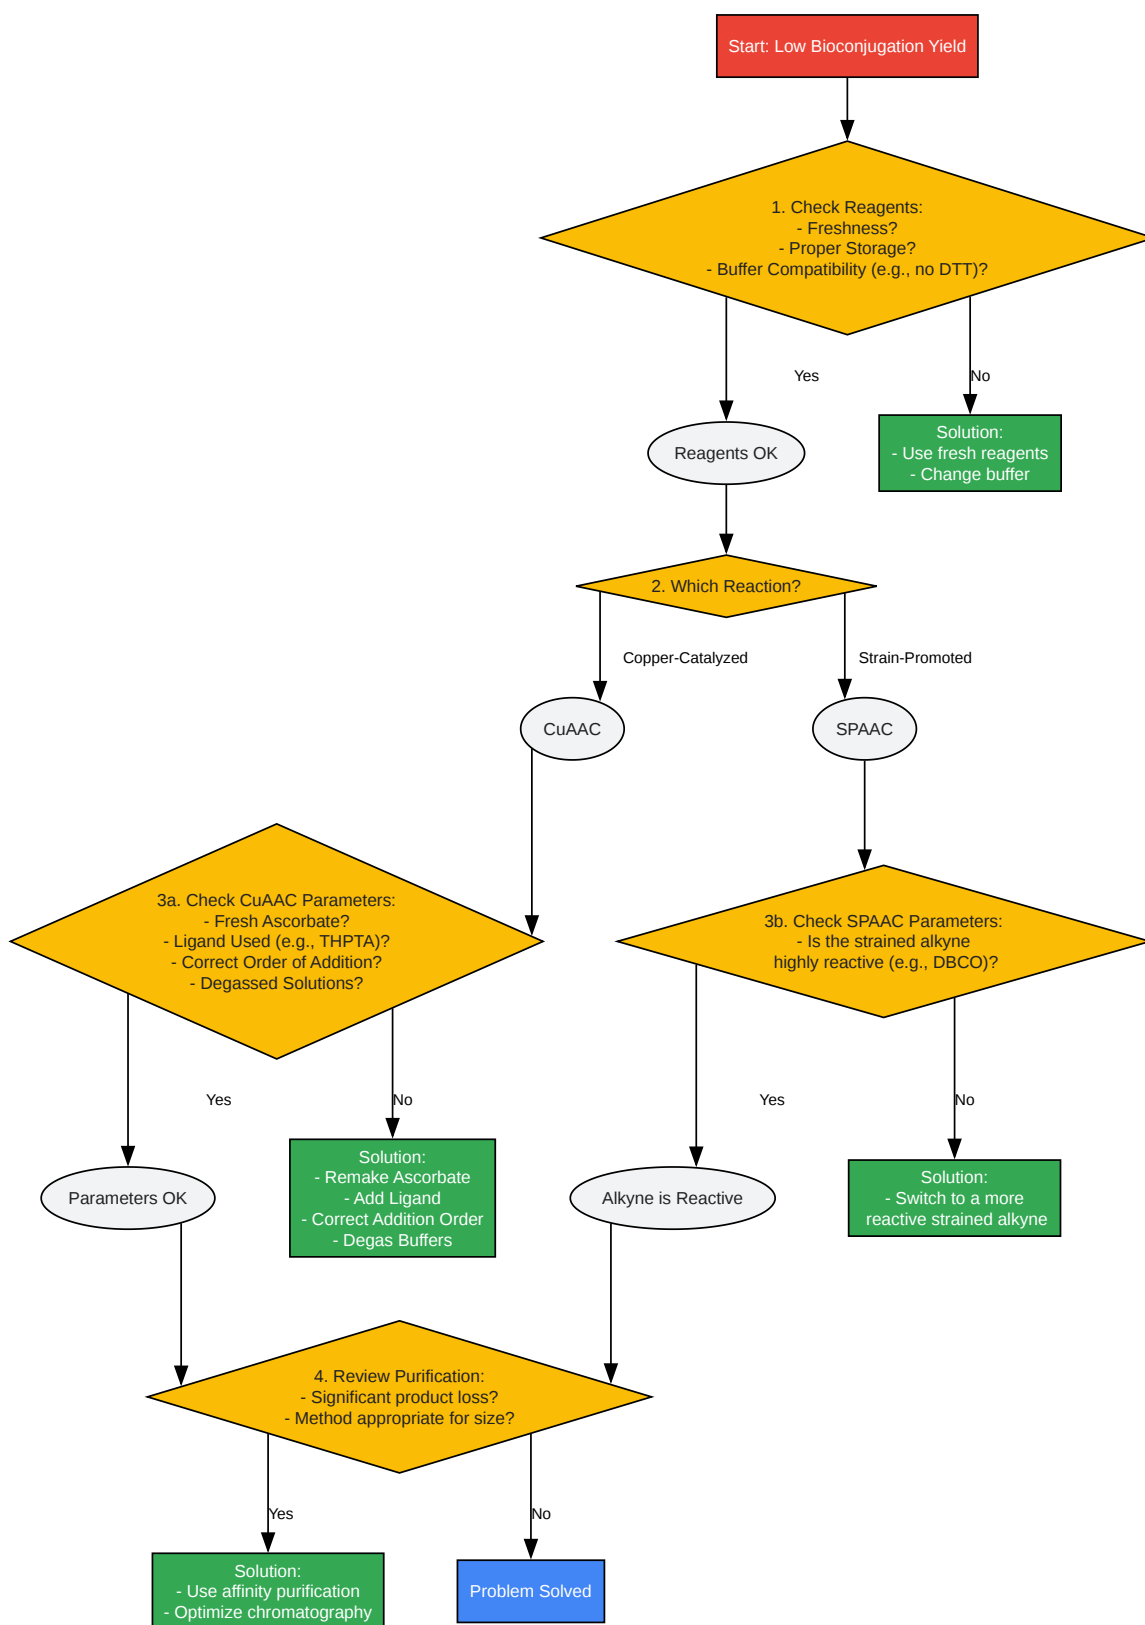 Start: Low Bioconjugation Yield
1. Check Reagents:
- Freshness?
- Proper Storage?
- Buffer Compatibility (e.g., no DTT)?
Yes
No
Reagents OK
Solution:
- Use fresh reagents
- Change buffer
2. Which Reaction?
Copper-Catalyzed
Strain-Promoted
CuAAC
SPAAC
3a. Check CuAAC Parameters:
- Fresh Ascorbate?
- Ligand Used (e.g., THPTA)?
- Correct Order of Addition?
- Degassed Solutions?
3b. Check SPAAC Parameters:
- Is the strained alkyne
highly reactive (e.g., DBCO)?
Yes
No
Yes
No
Parameters OK
Solution:
- Remake Ascorbate
- Add Ligand
- Correct Addition Order
- Degas Buffers
Alkyne is Reactive
Solution:
- Switch to a more
reactive strained alkyne
4. Review Purification:
- Significant product loss?
- Method appropriate for size?
Yes
No
Solution:
- Use affinity purification
- Optimize chromatography
Problem Solved